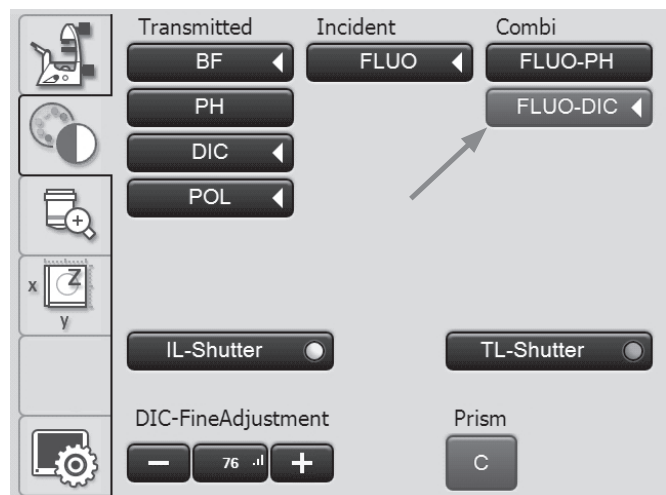 Transmitted Incident Combi
BF FLUO FLUO-PH
PH FLUO-DIC
DIC
POL
x Z
y
IL-Shutter TL-Shutter
DIC-FineAdjustment Prism
− 76 + C